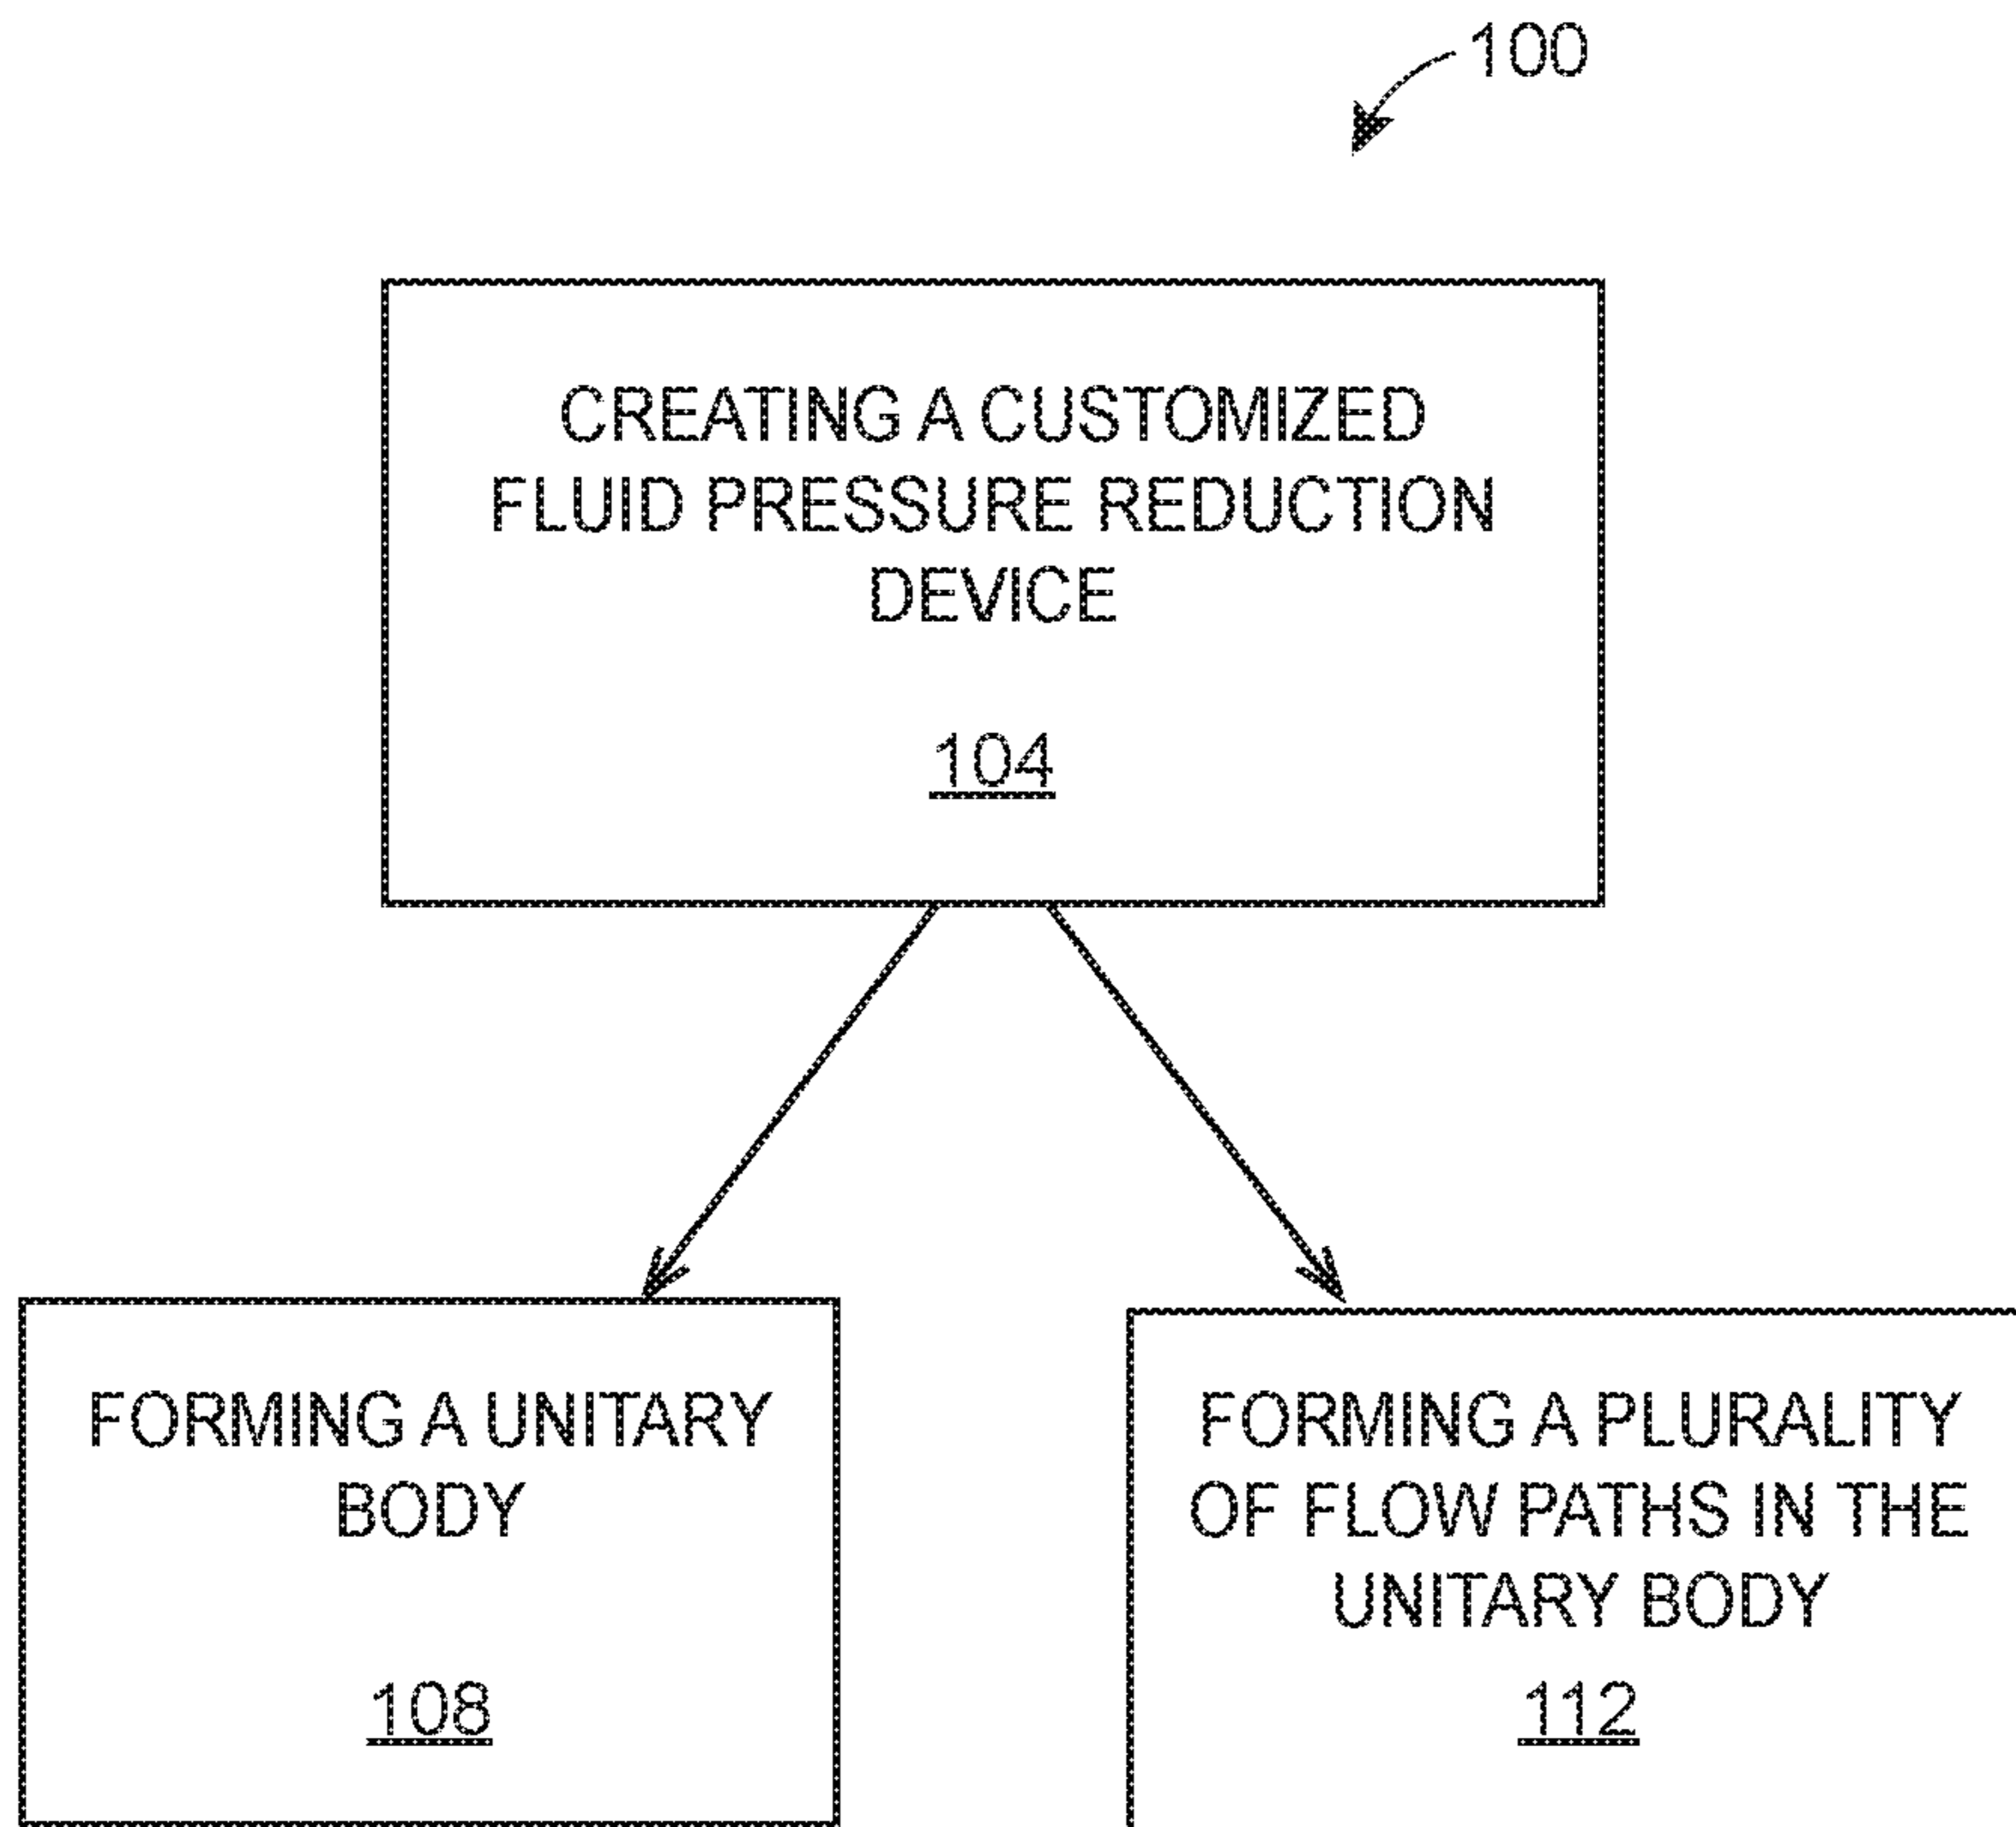 100
CREATING A CUSTOMIZED
FLUID PRESSURE REDUCTION
DEVICE
104
FORMING A UNITARY
BODY
108
FORMING A PLURALITY
OF FLOW PATHS IN THE
UNITARY BODY
112